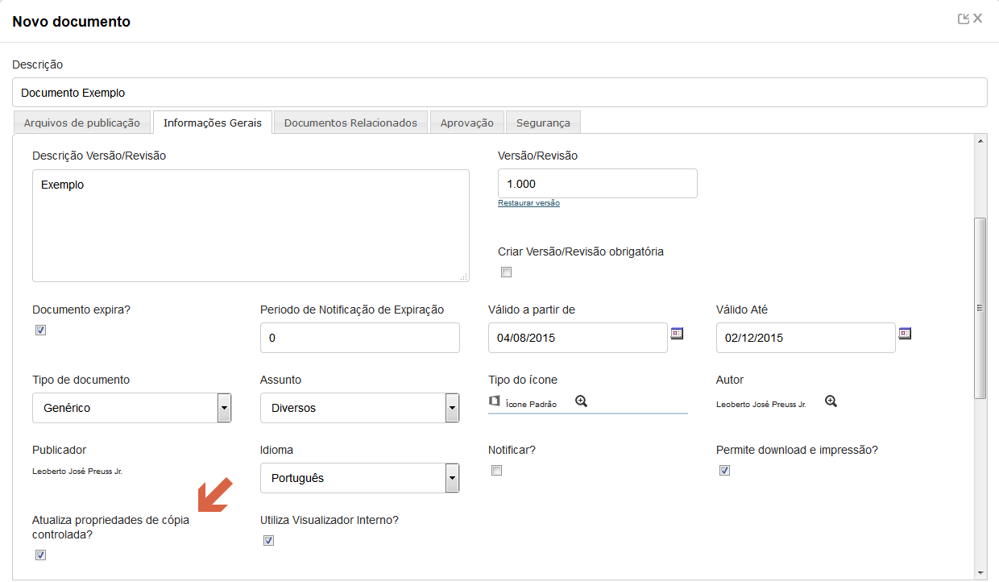 Novo documento
Descrição
Documento Exemplo
Arquivos de publicação
Informações Gerais
Documentos Relacionados
Aprovação
Segurança
Descrição Versão/Revisão
Versão/Revisão
Exemplo
1.000
Restaurar versão
Criar Versão/Revisão obrigatória
Documento expira?
Periodo de Notificação de Expiração
Válido a partir de
Válido Até
0
04/08/2015
02/12/2015
Tipo de documento
Assunto
Tipo do ícone
Autor
Genérico
Diversos
Ícone Padrão
Leoberto José Preuss Jr.
Publicador
Idioma
Notificar?
Permite download e impressão?
Leoberto José Preuss Jr.
Português
Atualiza propriedades de cópia
controlada?
Utiliza Visualizador Interno?